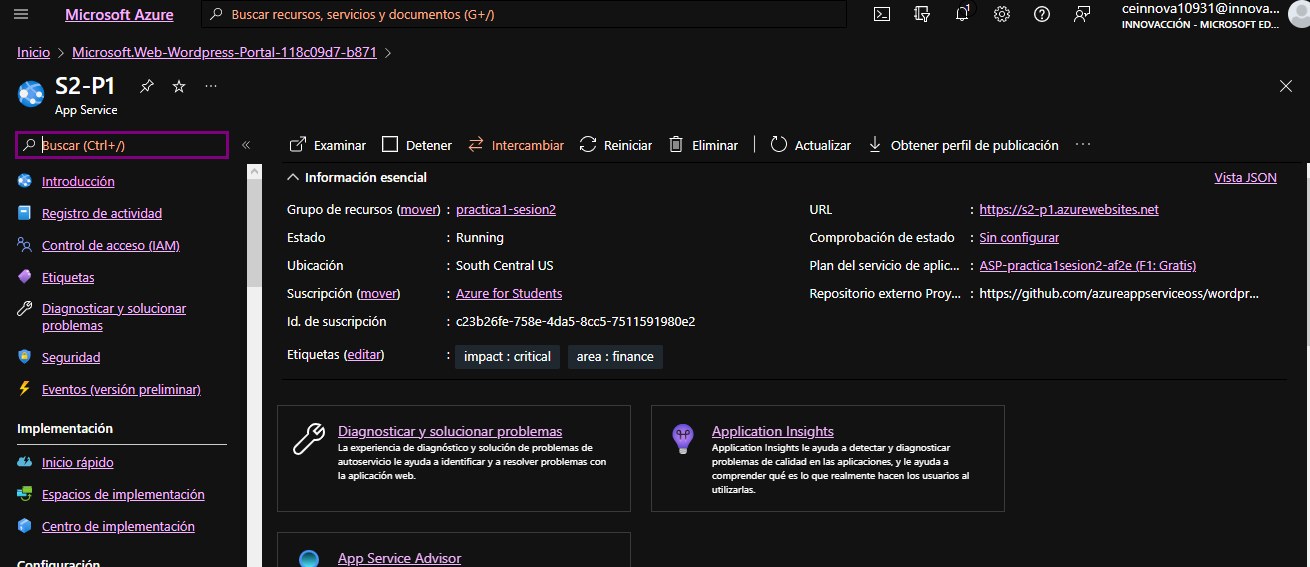 Microsoft Azure
Buscar recursos, servicios y documentos (G+/)
1
ceinnova10931@innova...
INNOVACCIÓN - MICROSOFT ED...
Inicio > Microsoft.Web-Wordpress-Portal-118c09d7-b871 >
S2-P1
App Service
Buscar (Ctrl+/)
«
Introducción
Registro de actividad
Control de acceso (IAM)
Etiquetas
Diagnosticar y solucionar
problemas
Seguridad
Eventos (versión preliminar)
Implementación
Inicio rápido
Espacios de implementación
Centro de implementación
Configuración
Examinar Detener Intercambiar Reiniciar Eliminar Actualizar Obtener perfil de publicación ...
Información esencial
Vista JSON
Grupo de recursos (mover) : practica1-sesion2
Estado : Running
Ubicación : South Central US
Suscripción (mover) : Azure for Students
Id. de suscripción : c23b26fe-758e-4da5-8cc5-7511591980e2
Etiquetas (editar) : impact : critical area : finance
URL : https://s2-p1.azurewebsites.net
Comprobación de estado : Sin configurar
Plan del servicio de aplic... : ASP-practica1sesion2-af2e (F1: Gratis)
Repositorio externo Proy... : https://github.com/azureappserviceoss/wordpr...
Diagnosticar y solucionar problemas
La experiencia de diagnóstico y solución de problemas de
autoservicio le ayuda a identificar y a resolver problemas con
la aplicación web.
Application Insights
Application Insights le ayuda a detectar y diagnosticar
problemas de calidad en las aplicaciones, y le ayuda a
comprender qué es lo que realmente hacen los usuarios al
utilizarlas.
App Service Advisor